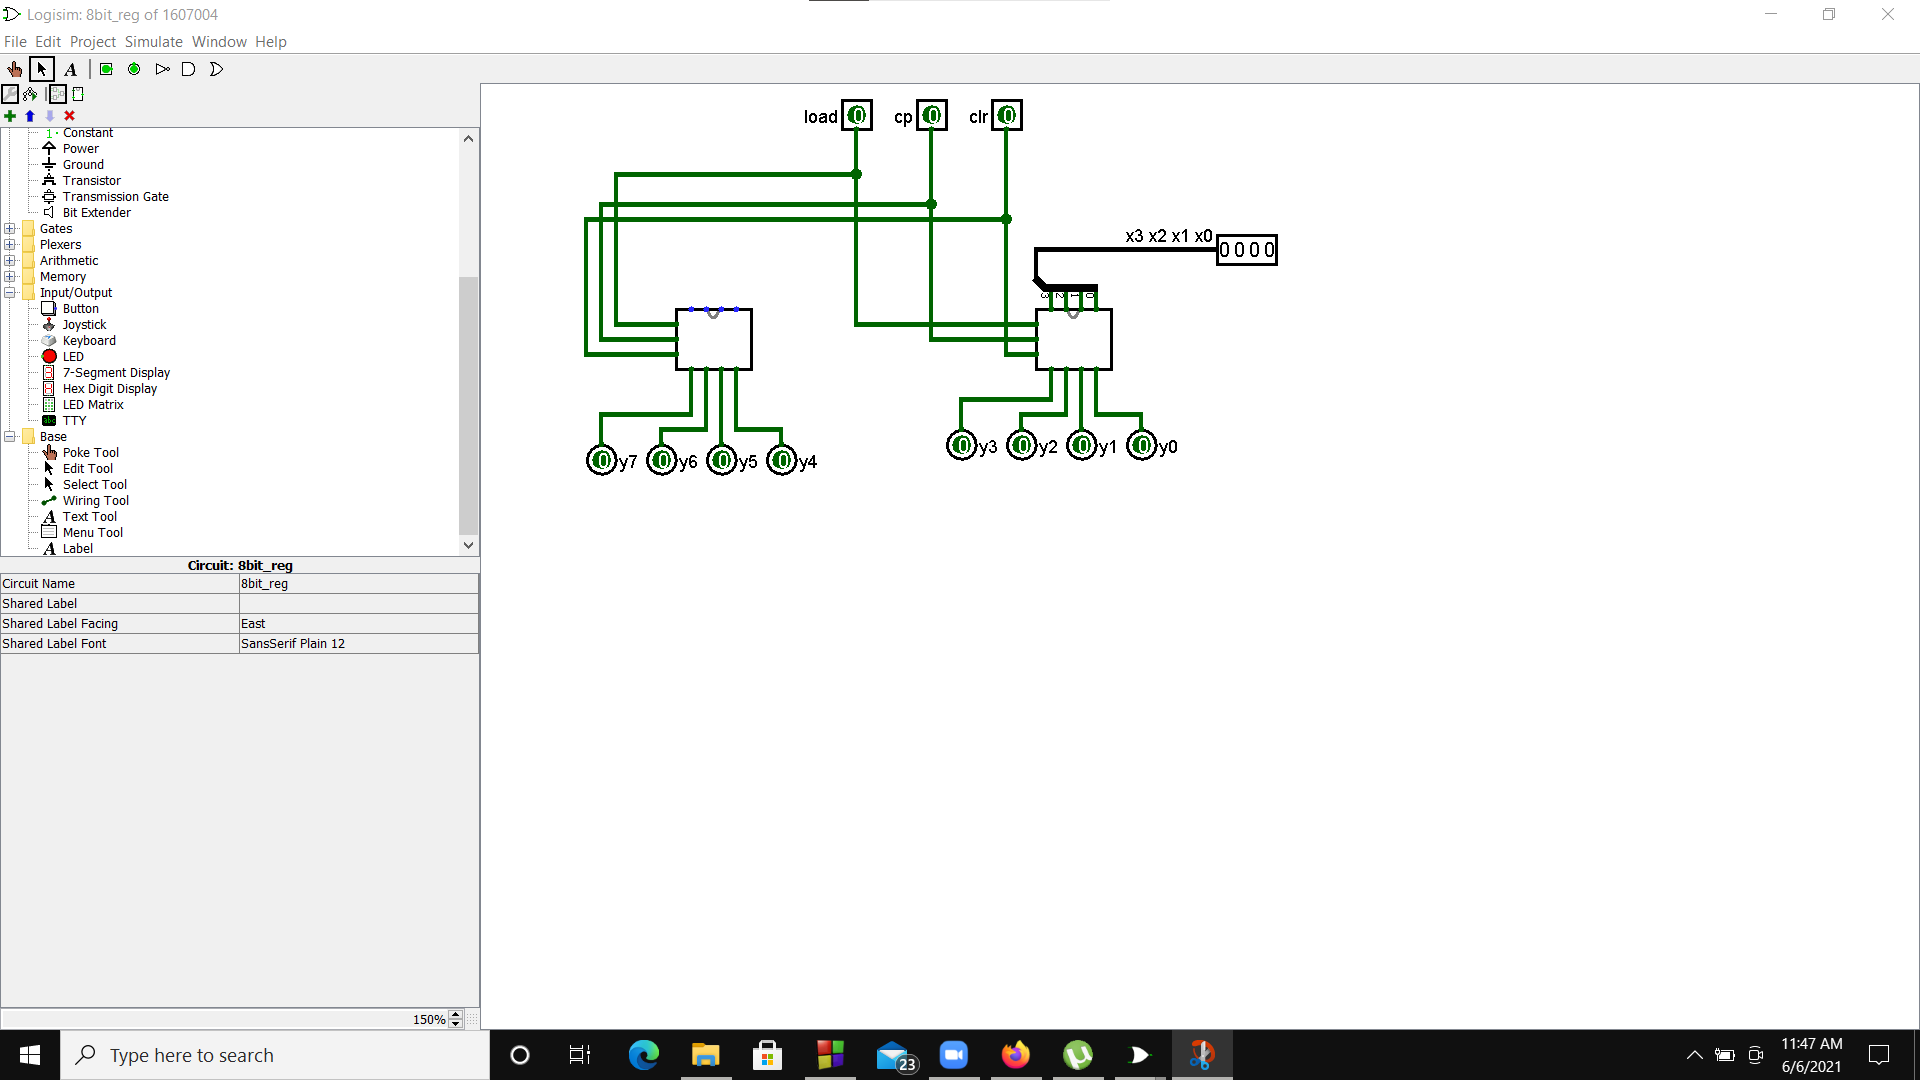 Logisim: 8bit_reg of 1607004
File Edit Project Simulate Window Help
A
Constant
Power
Ground
Transistor
Transmission Gate
Bit Extender
Gates
Plexers
Arithmetic
Memory
Input/Output
Button
Joystick
Keyboard
LED
7-Segment Display
Hex Digit Display
LED Matrix
TTY
Base
Poke Tool
Edit Tool
Select Tool
Wiring Tool
Text Tool
Menu Tool
Label
Circuit: 8bit_reg
Circuit Name 8bit_reg
Shared Label
Shared Label Facing East
Shared Label Font SansSerif Plain 12
150%
load 0 cp 0 clr 0
x3 x2 x1 x0 0 0 0 0
3 2 1 0
0 y3 0 y2 0 y1 0 y0
0 y7 0 y6 0 y5 0 y4
Type here to search
23
11:47 AM
6/6/2021